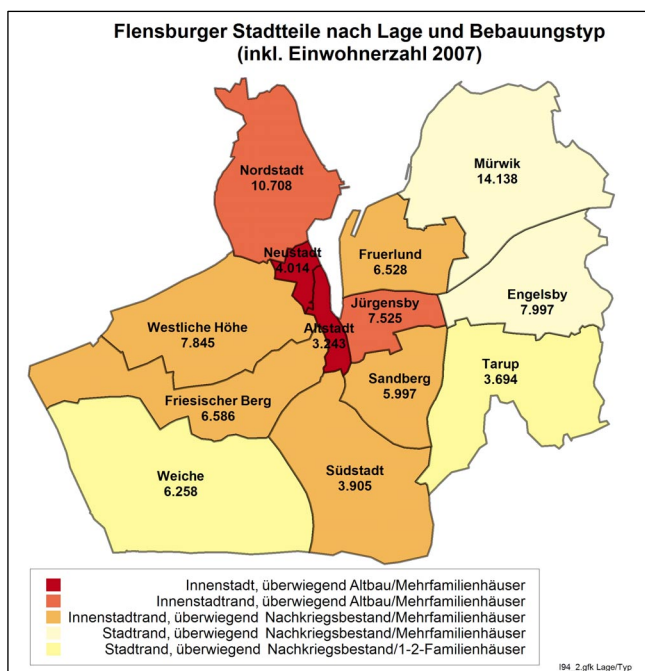 Flensburger Stadtteile nach Lage und Bebauungstyp
(inkl. Einwohnerzahl 2007)
Mürwik
14.138
Nordstadt
10.708
Neustadt
4.014
Fruerlund
6.528
Engelsby
7.997
Jürgensby
7.525
Westliche Höhe
7.845
Altstadt
3.243
Tarup
3.694
Sandberg
5.997
Friesischer Berg
6.586
Weiche
6.258
Südstadt
3.905
Innenstadt, überwiegend Altbau/Mehrfamilienhäuser
Innenstadtrand, überwiegend Altbau/Mehrfamilienhäuser
Innenstadtrand, überwiegend Nachkriegsbestand/Mehrfamilienhäuser
Stadtrand, überwiegend Nachkriegsbestand/Mehrfamilienhäuser
Stadtrand, überwiegend Nachkriegsbestand/1-2-Familienhäuser
I94_2.gfk Lage/Typ